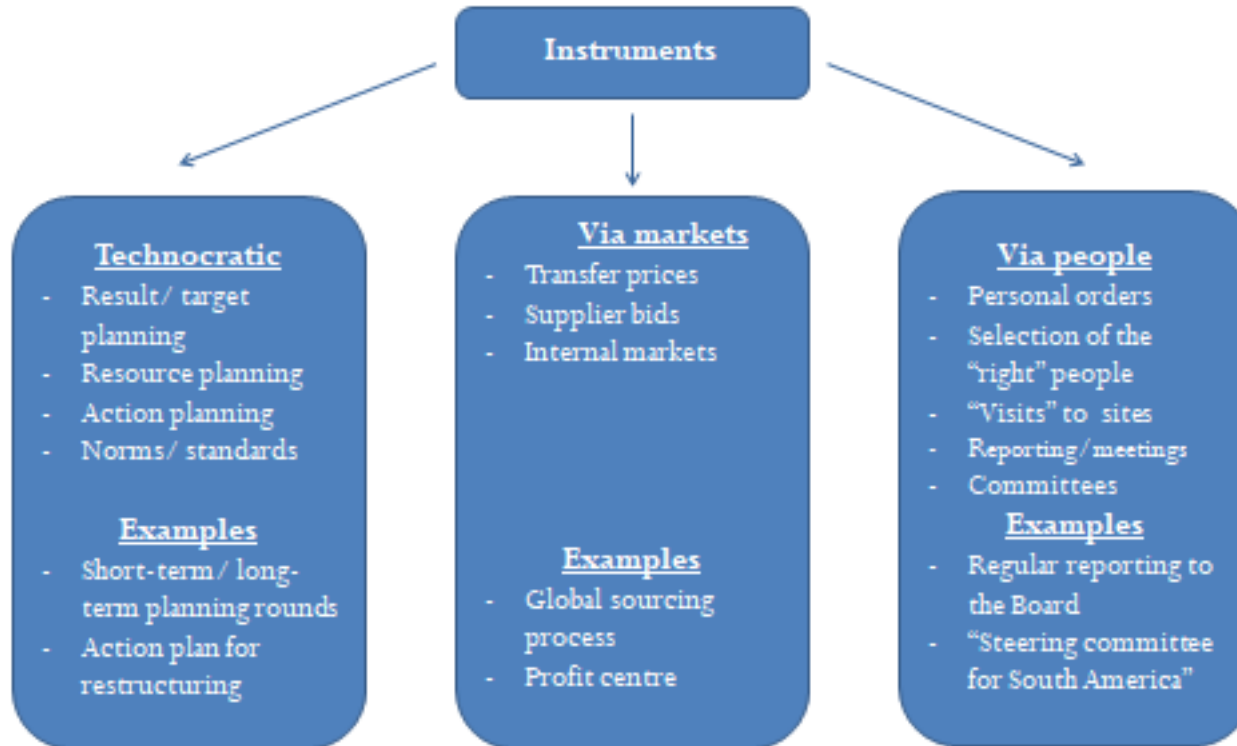 Instruments
Technocratic
- Result/ target
planning
- Resource planning
- Action planning
- Norms/ standards
Examples
- Short-term/ long-
term planning rounds
- Action plan for
restructuring
Via markets
- Transfer prices
- Supplier bids
- Internal markets
Examples
- Global sourcing
process
- Profit centre
Via people
- Personal orders
- Selection of the
“right” people
- “Visits” to sites
- Reporting/meetings
- Committees
Examples
- Regular reporting to
the Board
- “Steering committee
for South America”